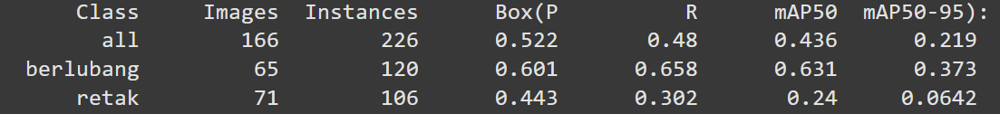 Class Images Instances Box(P R mAP50 mAP50-95):
all 166 226 0.522 0.48 0.436 0.219
berlubang 65 120 0.601 0.658 0.631 0.373
retak 71 106 0.443 0.302 0.24 0.0642